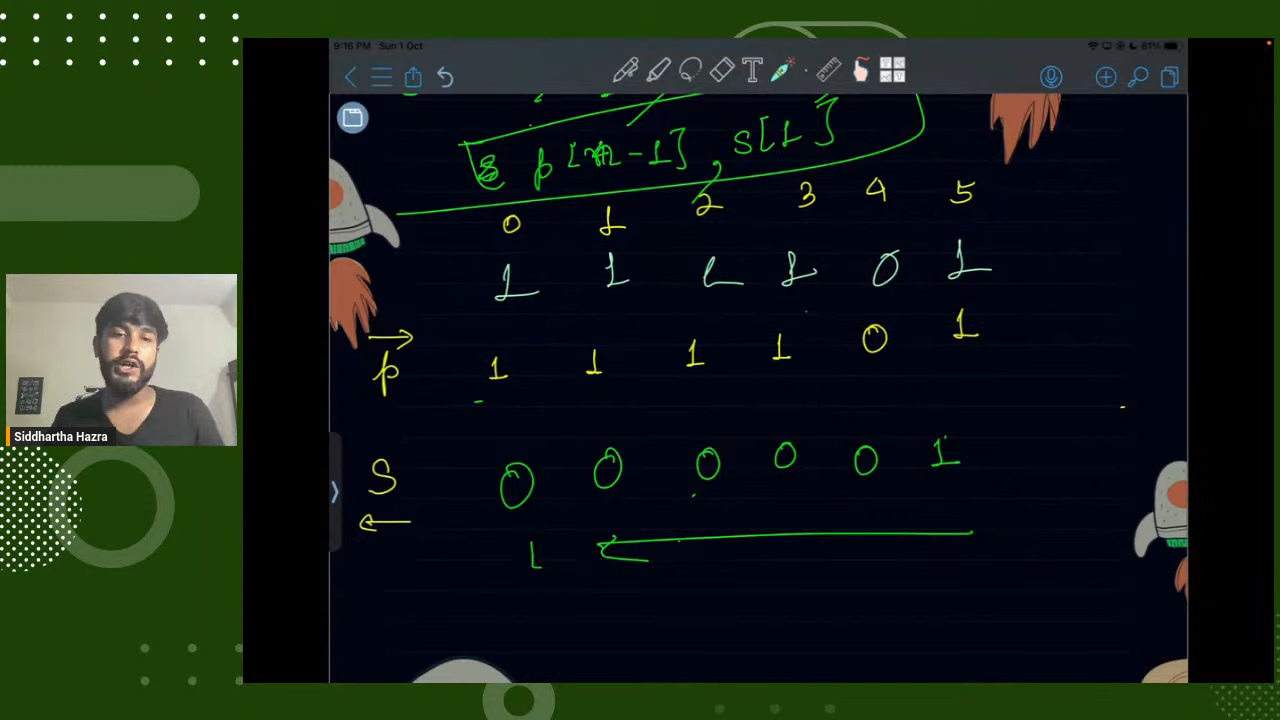 9:16 PM Sun 1 Oct
81%
p[m-1], s[1]
0 1 2 3 4 5
1 1 1 1 0 1
p 1 1 1 1 0 1
S 0 0 0 0 0 1
1
Siddhartha Hazra